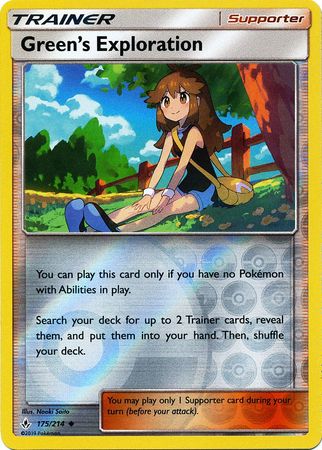 TRAINER
Supporter
Green's Exploration
You can play this card only if you have no Pokémon
with Abilities in play.
Search your deck for up to 2 Trainer cards, reveal
them, and put them into your hand. Then, shuffle
your deck.
Illus. Naoki Saito
175/214
©2019 Pokémon
You may play only 1 Supporter card during your
turn (before your attack).